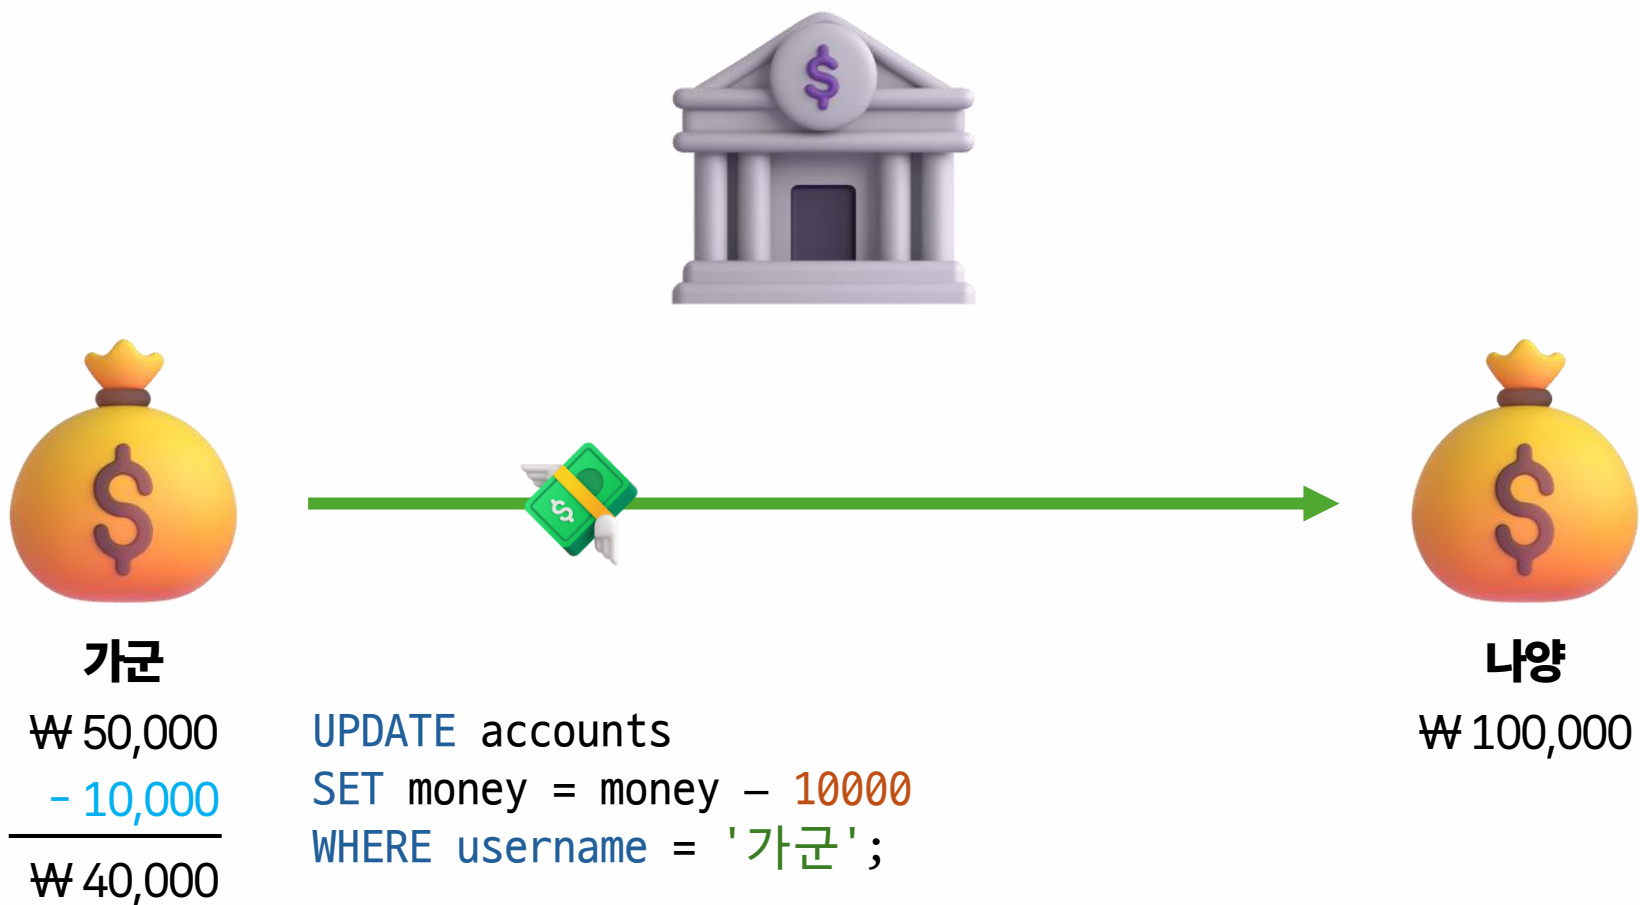 $
$
$
$
가군
₩ 50,000
- 10,000
₩ 40,000
UPDATE accounts
SET money = money – 10000
WHERE username = '가군';
나양
₩ 100,000